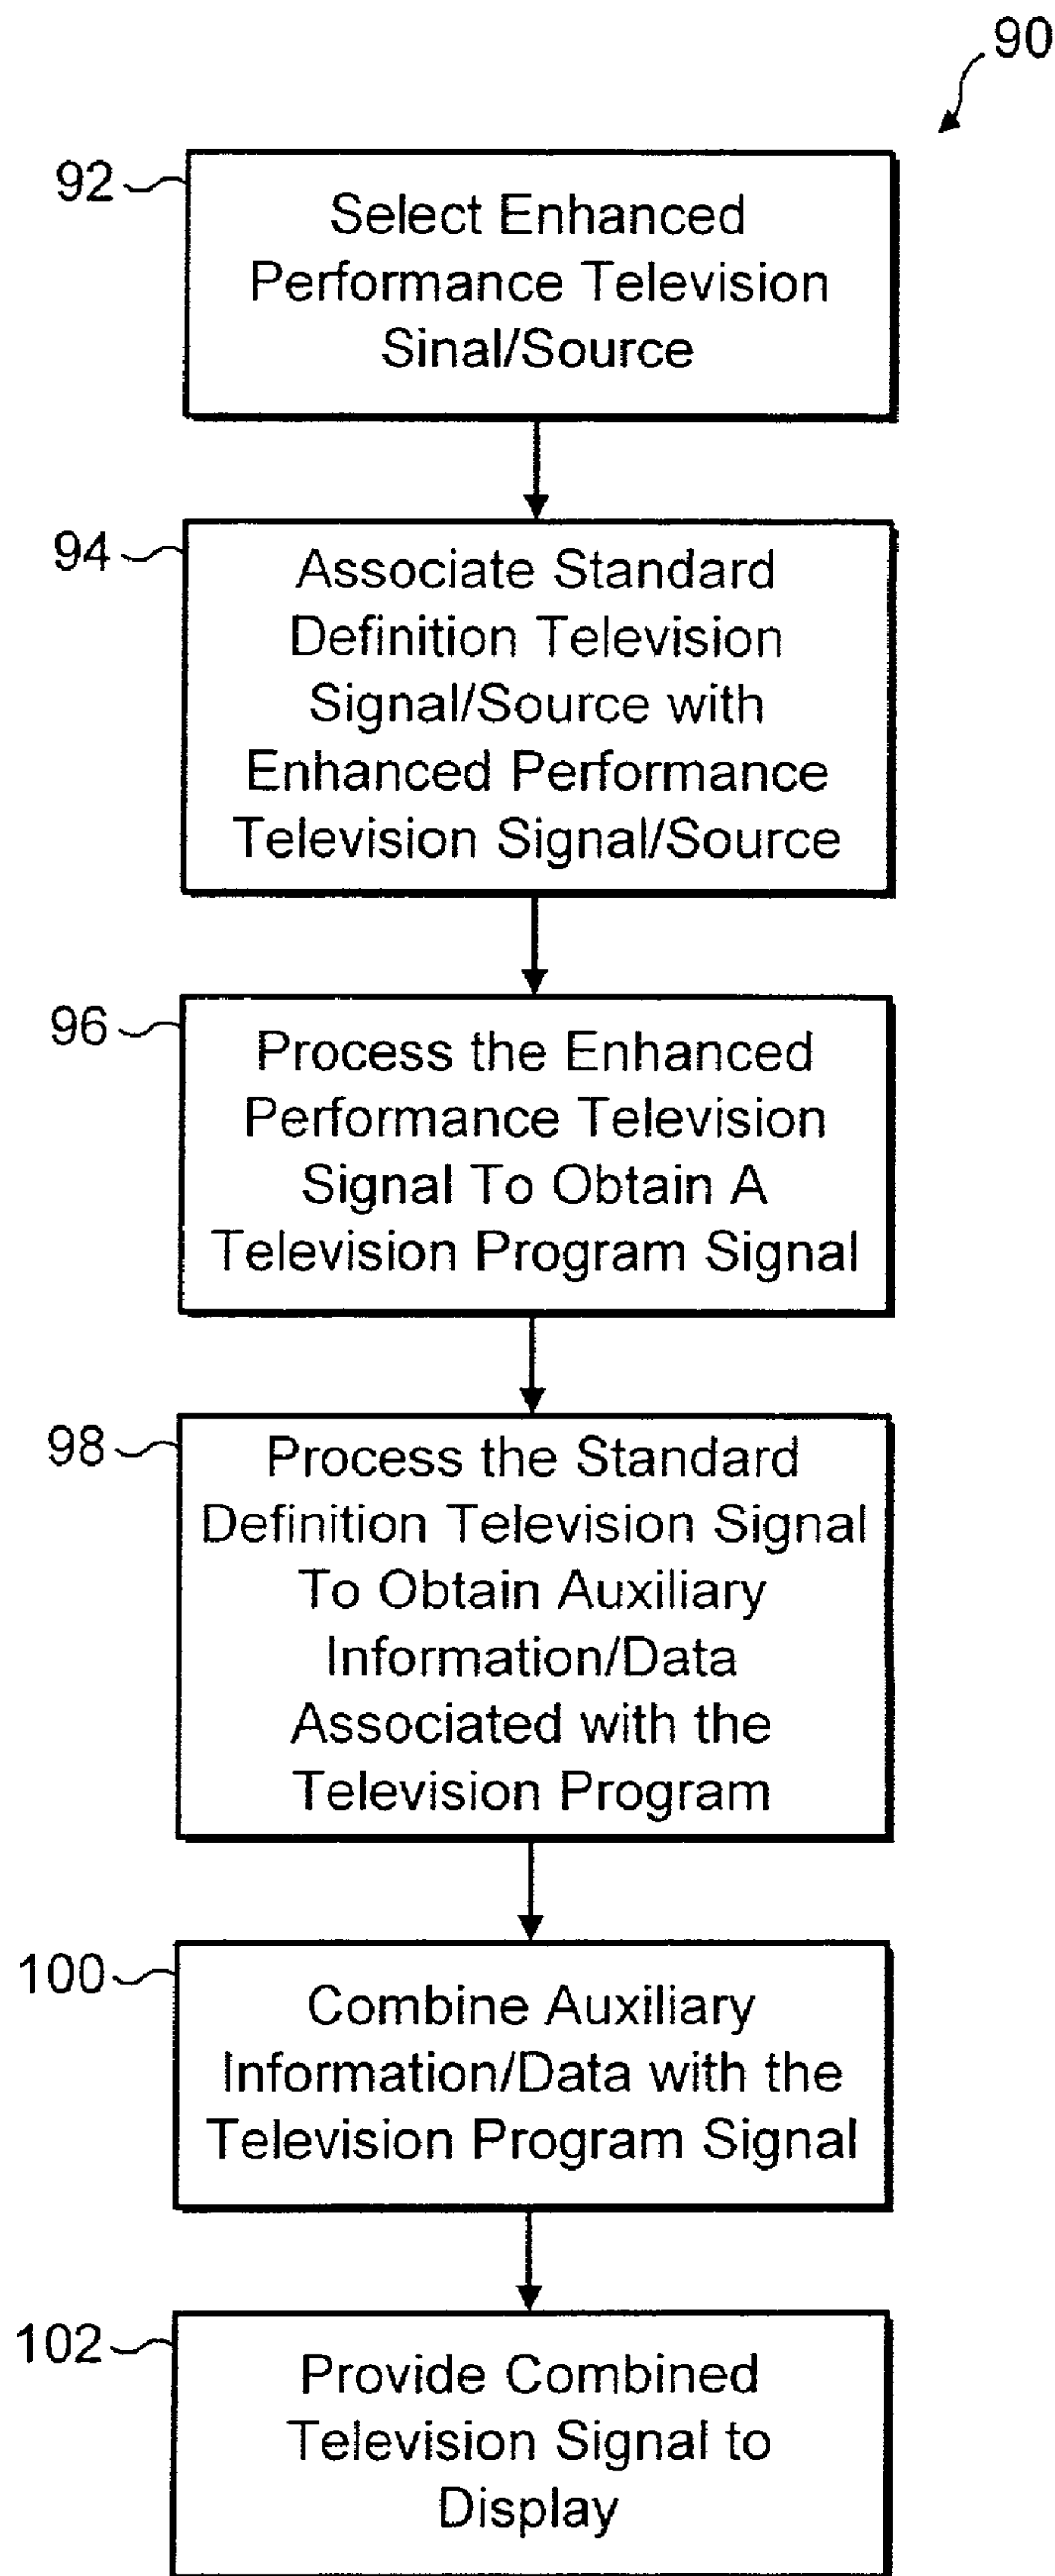 90
92
Select Enhanced
Performance Television
Sinal/Source
94
Associate Standard
Definition Television
Signal/Source with
Enhanced Performance
Television Signal/Source
96
Process the Enhanced
Performance Television
Signal To Obtain A
Television Program Signal
98
Process the Standard
Definition Television Signal
To Obtain Auxiliary
Information/Data
Associated with the
Television Program
100
Combine Auxiliary
Information/Data with the
Television Program Signal
102
Provide Combined
Television Signal to
Display